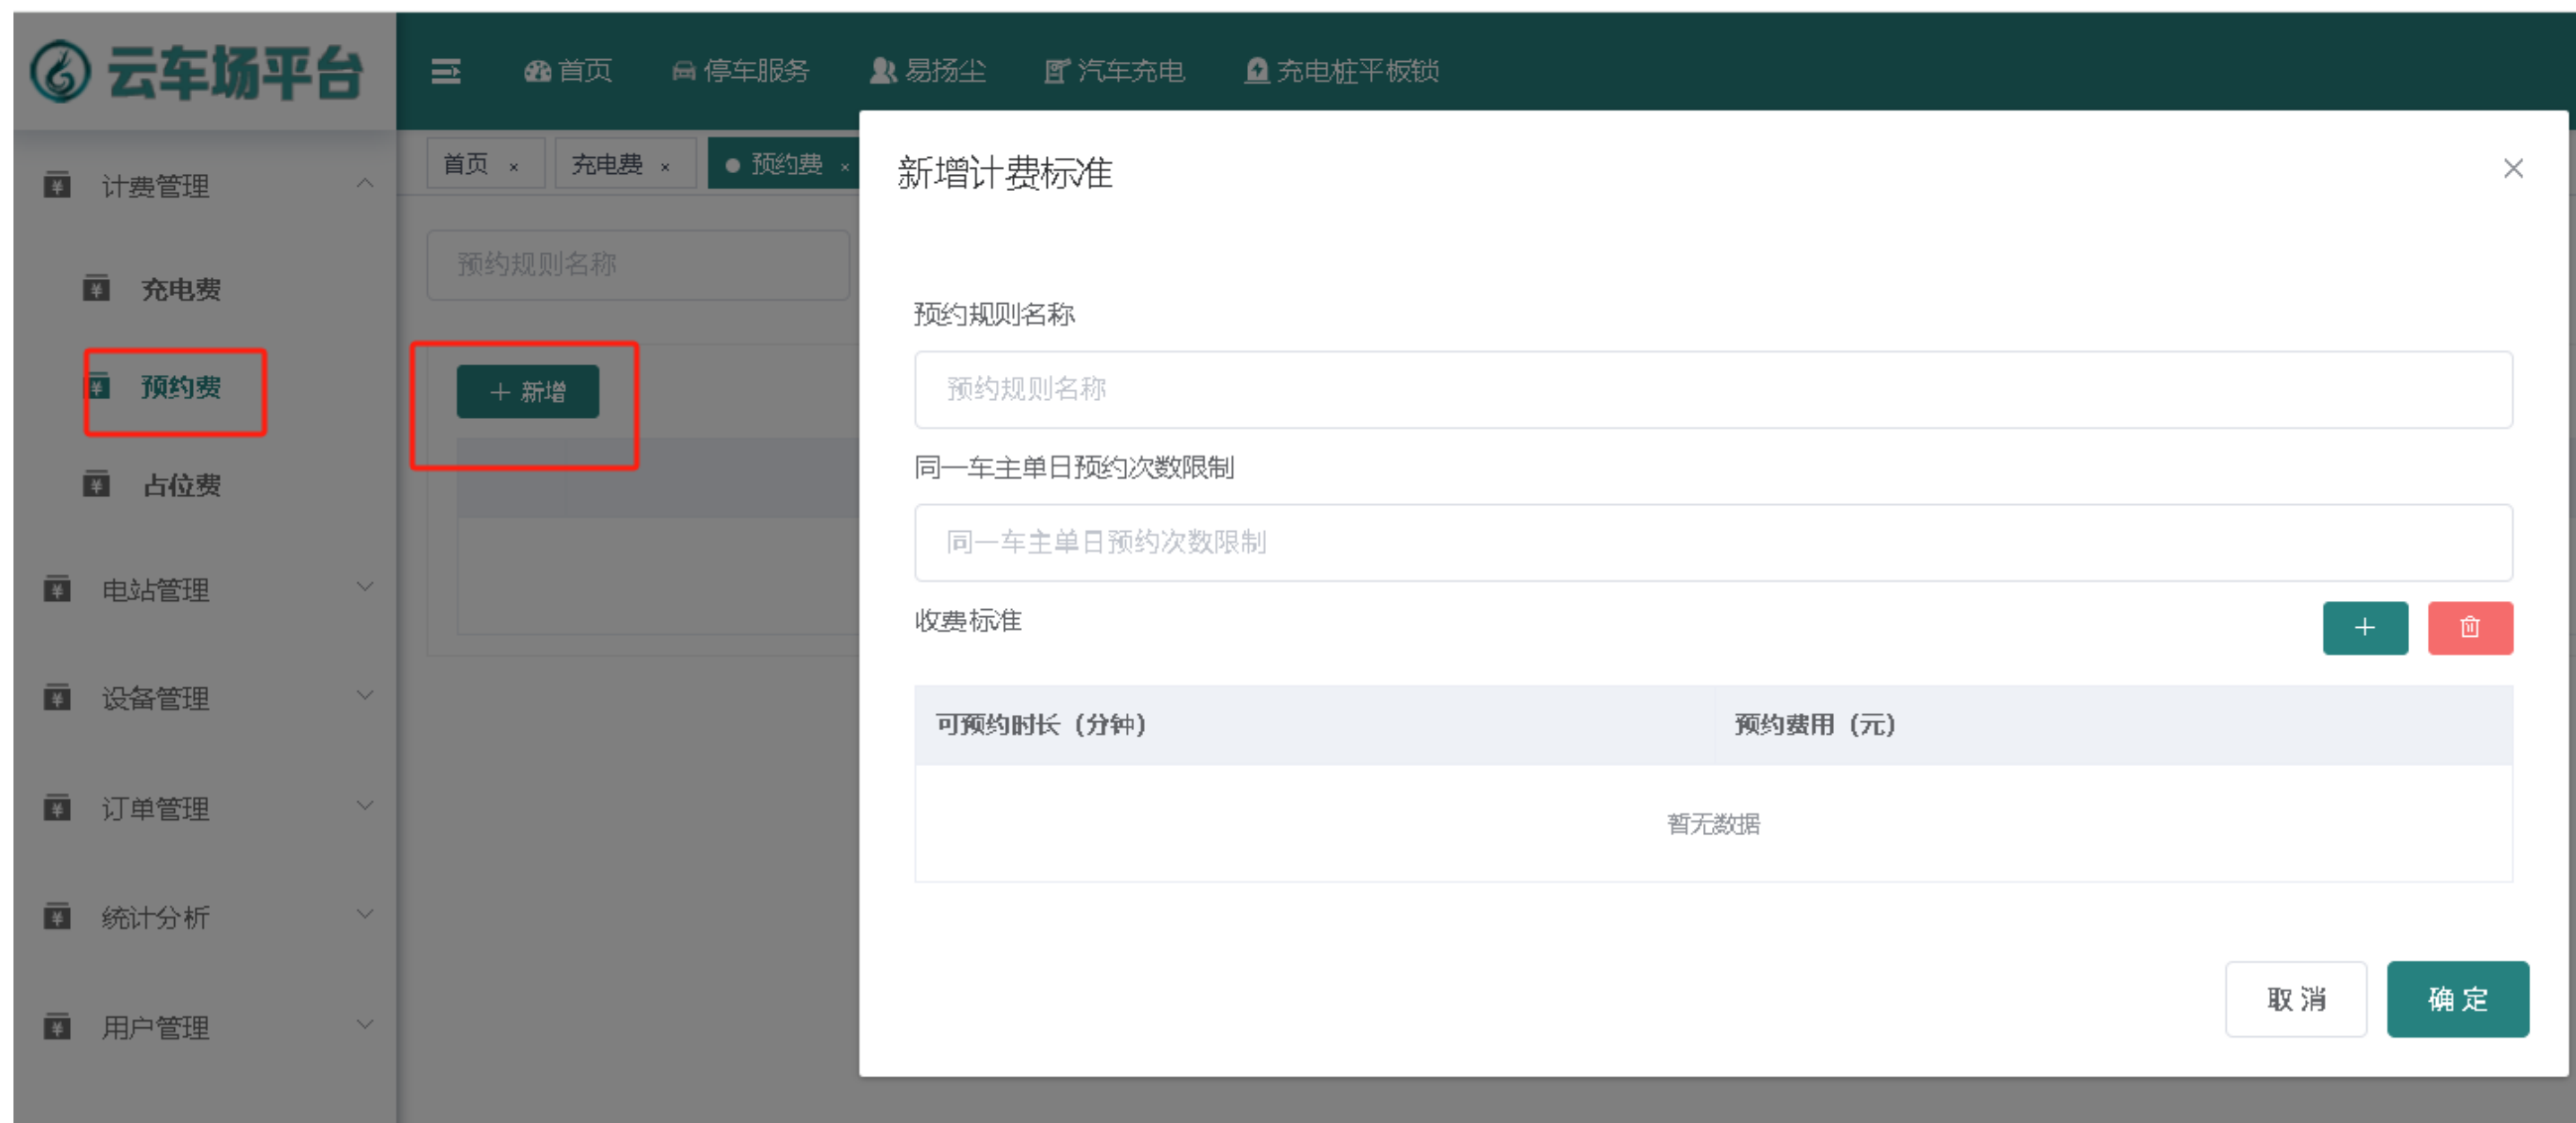 云车场平台
首页 停车服务 易扬尘 汽车充电 充电桩平板锁
首页 × 充电费 × 预约费 ×
计费管理
充电费
预约费
占位费
电站管理
设备管理
订单管理
统计分析
用户管理
预约规则名称
+ 新增
新增计费标准
预约规则名称
预约规则名称
同一车主单日预约次数限制
同一车主单日预约次数限制
收费标准
可预约时长（分钟） 预约费用（元）
暂无数据
取消 确定